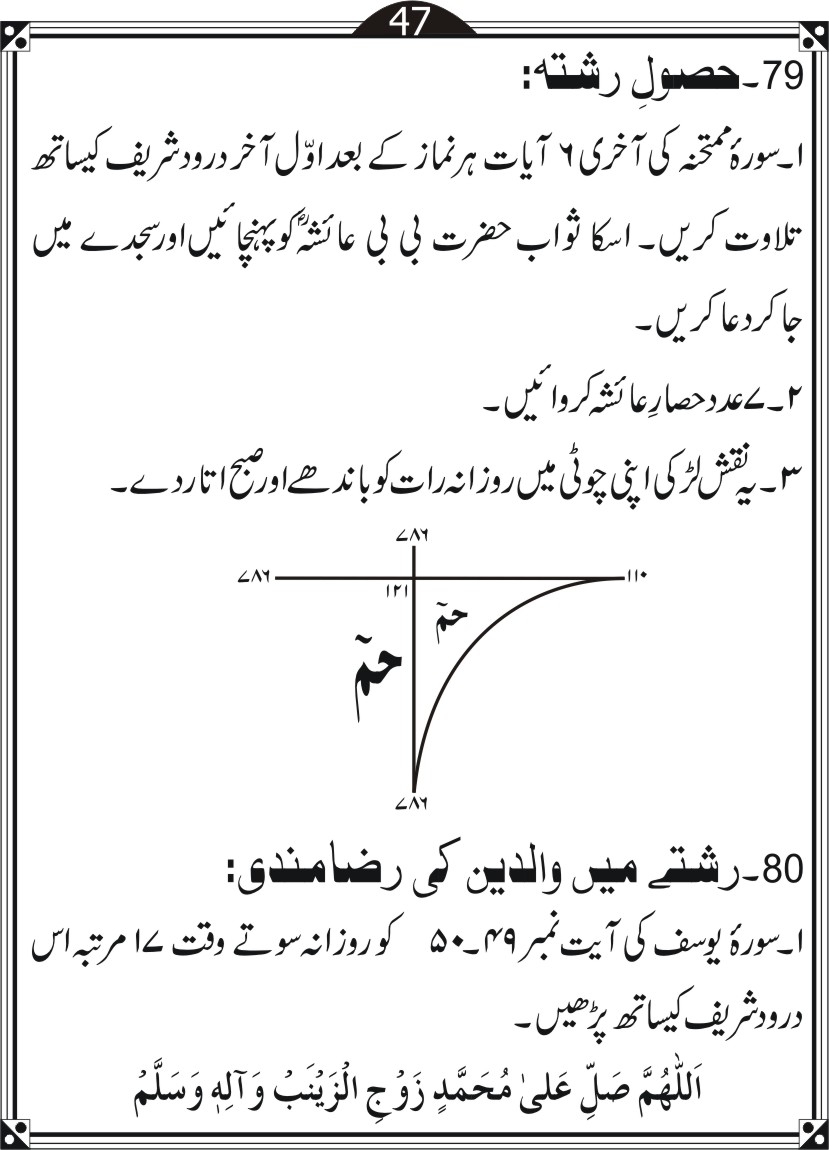 47
79۔حصولِ رشتہ:
۱۔سورۂ ممتحنہ کی آخری ۶ آیات ہر نماز کے بعد اوّل آخر درود شریف کیساتھ
تلاوت کریں۔ اسکا ثواب حضرت بی بی عائشہؓ کو پہنچائیں اور سجدے میں
جا کر دعا کریں۔
۲۔۷ عدد حصارِ عائشہ کروائیں۔
۳۔یہ نقش لڑکی اپنی چوٹی میں روزانہ رات کو باندھے اور صبح اتار دے۔
۷۸۶
۱۱۰
۷۸۶
۱۲۱
حمٓ
حمٓ
۷۸۶
80۔رشتے میں والدین کی رضامندی:
۱۔سورۂ یوسف کی آیت نمبر ۴۹۔۵۰ کو روزانہ سوتے وقت ۱۷ مرتبہ اس
درود شریف کیساتھ پڑھیں۔
اَللّٰهُمَّ صَلِّ عَلیٰ مُحَمَّدٍ زَوْجِ الْزَیْنَبْ وَآلِهٖ وَسَلَّمْ